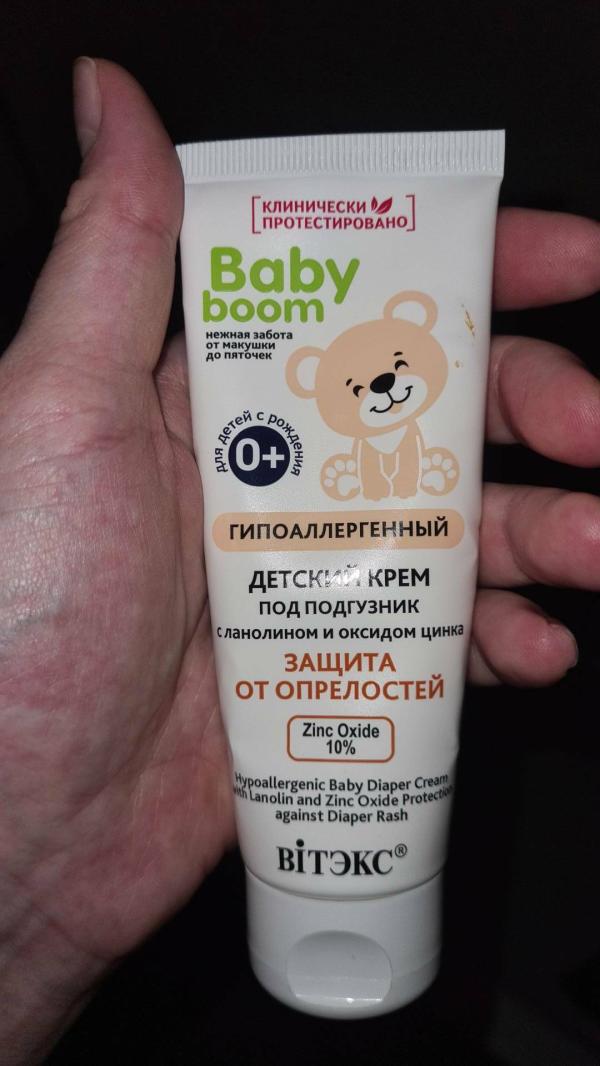 КЛИНИЧЕСКИ
ПРОТЕСТИРОВАНО
Baby
boom
нежная забота
от макушки
до пяточек
для детей с рождения
0+
ГИПОАЛЛЕРГЕННЫЙ
ДЕТСКИЙ КРЕМ
ПОД ПОДГУЗНИК
с ланолином и оксидом цинка
ЗАЩИТА
ОТ ОПРЕЛОСТЕЙ
Zinc Oxide
10%
Hypoallergenic Baby Diaper Cream
with Lanolin and Zinc Oxide Protection
against Diaper Rash
ВІТЭКС®